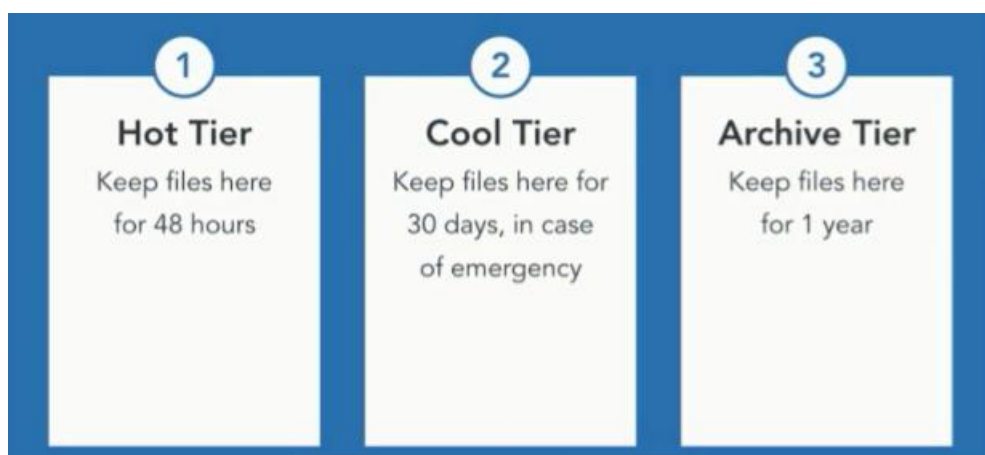 1
Hot Tier
Keep files here
for 48 hours
2
Cool Tier
Keep files here for
30 days, in case
of emergency
3
Archive Tier
Keep files here
for 1 year